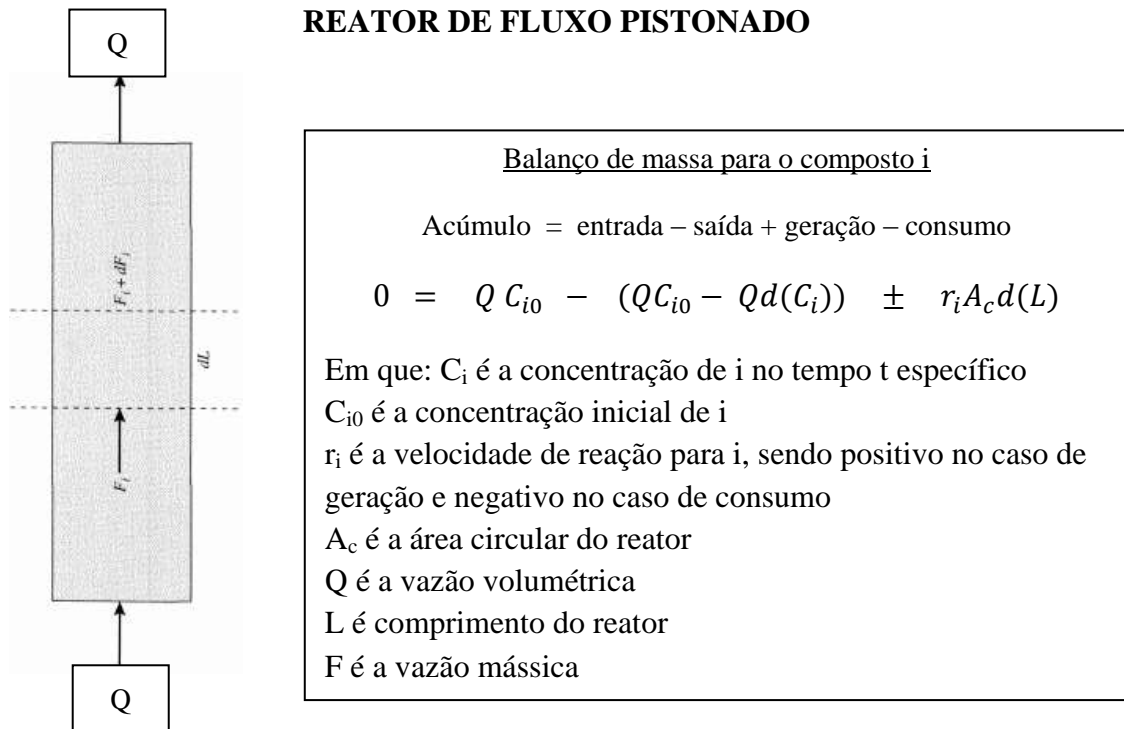 REATOR DE FLUXO PISTONADO
Q
F_i + dF_i
dL
F_i
Q
Balanço de massa para o composto i
Acúmulo = entrada – saída + geração – consumo
0 = Q C_{i0} − (QC_{i0} − Qd(C_i)) ± r_iA_cd(L)
Em que: C_i é a concentração de i no tempo t específico
C_{i0} é a concentração inicial de i
r_i é a velocidade de reação para i, sendo positivo no caso de
geração e negativo no caso de consumo
A_c é a área circular do reator
Q é a vazão volumétrica
L é comprimento do reator
F é a vazão mássica